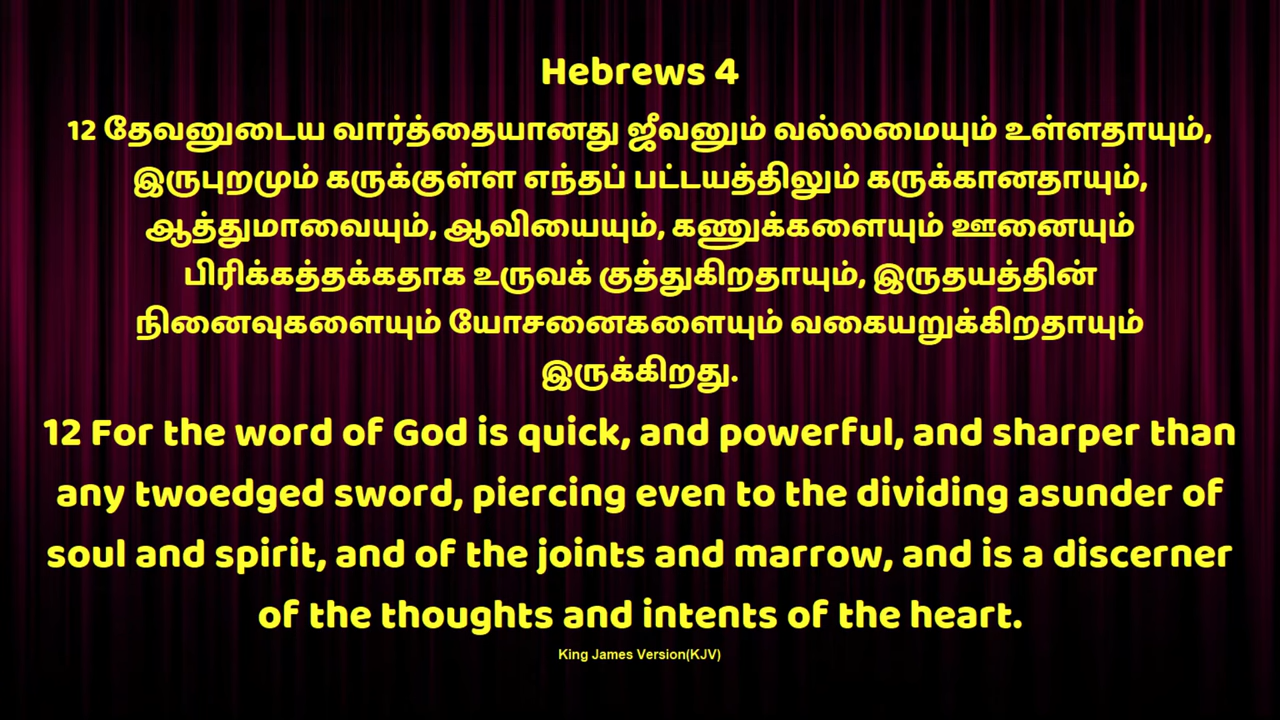 Hebrews 4
12 தேவனுடைய வார்த்தையானது ஜீவனும் வல்லமையும் உள்ளதாயும்,
இருபுறமும் கருக்குள்ள எந்தப் பட்டயத்திலும் கருக்கானதாயும்,
ஆத்துமாவையும், ஆவியையும், கணுக்களையும் ஊனையும்
பிரிக்கத்தக்கதாக உருவக் குத்துகிறதாயும், இருதயத்தின்
நினைவுகளையும் யோசனைகளையும் வகையறுக்கிறதாயும்
இருக்கிறது.
12 For the word of God is quick, and powerful, and sharper than
any twoedged sword, piercing even to the dividing asunder of
soul and spirit, and of the joints and marrow, and is a discerner
of the thoughts and intents of the heart.
King James Version(KJV)